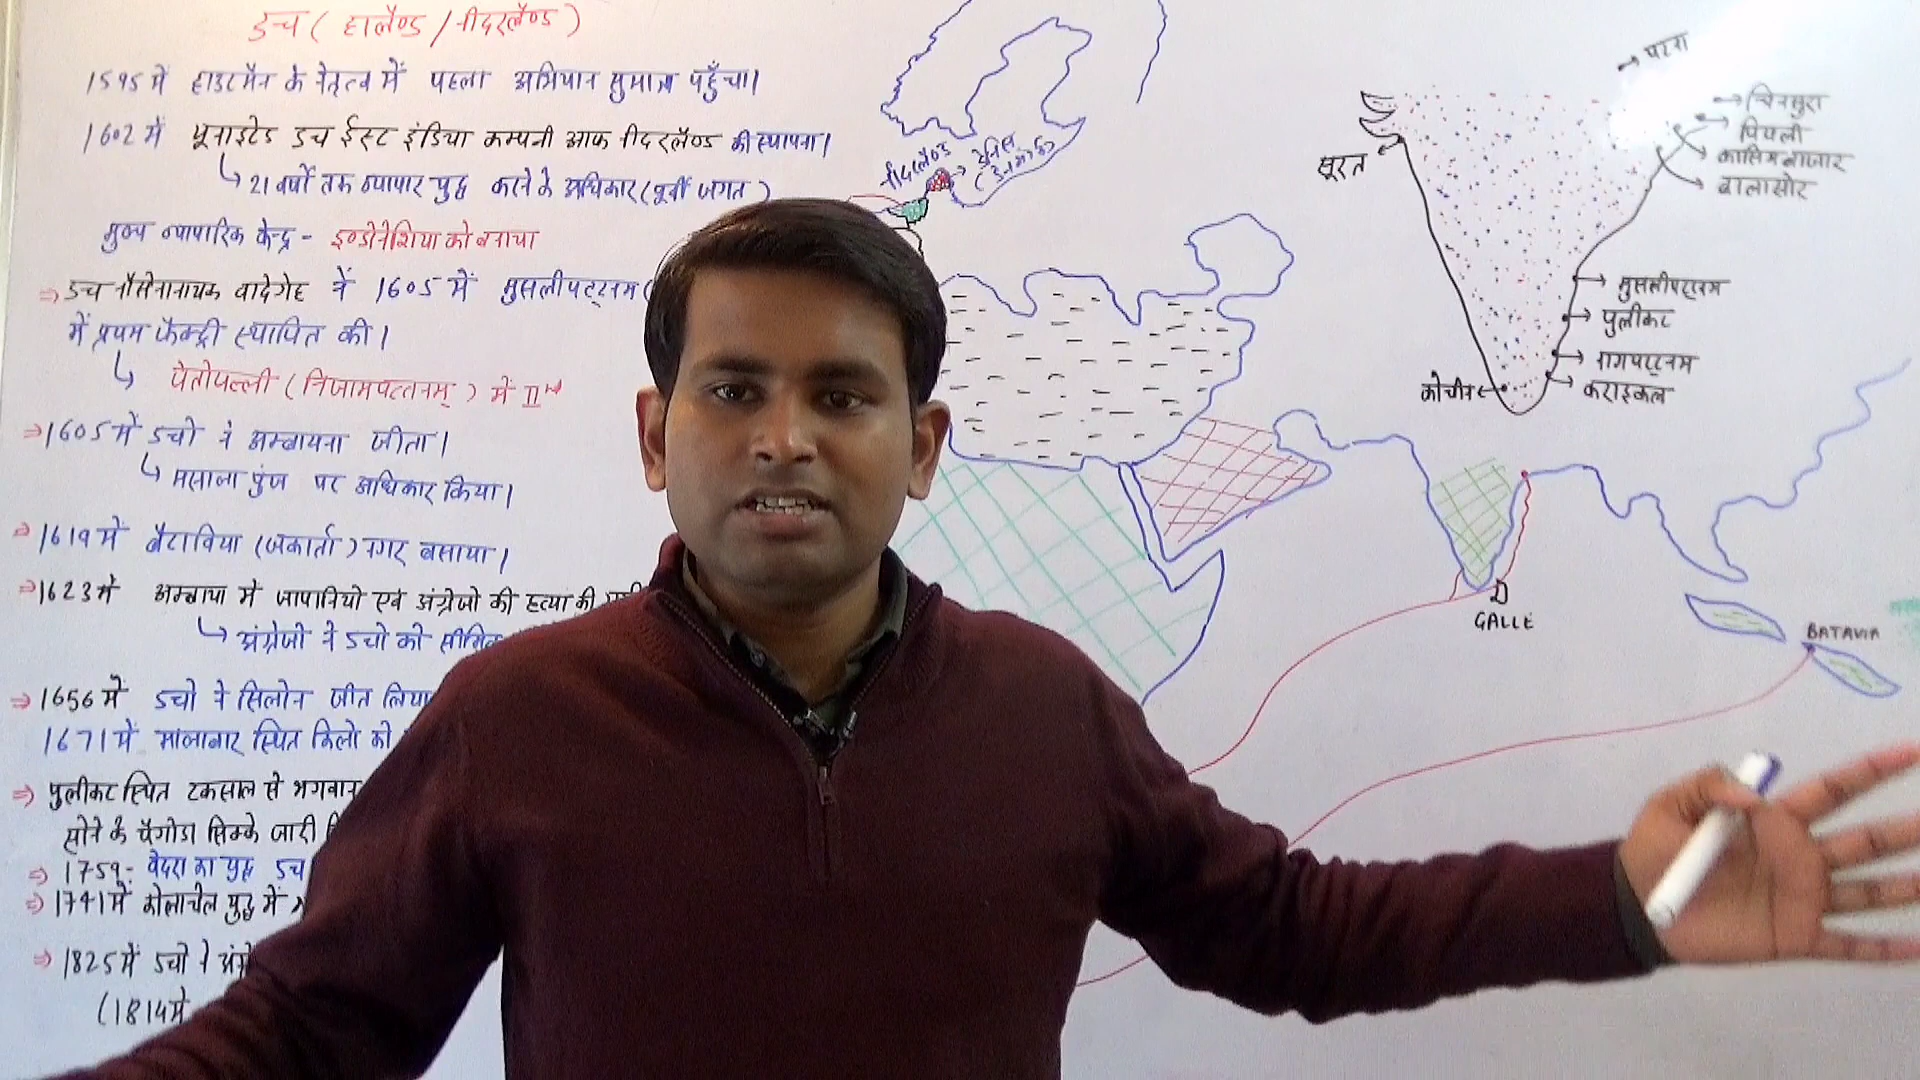 डच ( हालैण्ड / नीदरलैण्ड )
1595 में हाउटमैन के नेतृत्व में पहला अभियान सुमात्रा पहुँचा।
1602 में यूनाइटेड डच ईस्ट इंडिया कम्पनी आफ नीदरलैण्ड की स्थापना।
21 वर्षों तक व्यापार युद्ध करने के अधिकार (पूर्वी जगत )
मुख्य व्यापारिक केन्द्र - इण्डोनेशिया को बनाया
⇒ डच नौसेनानायक वादेगेह ने 1605 में मुसलीपट्टनम (
में प्रथम फैक्ट्री स्थापित की।
पेतोपल्ली ( निजामपत्तनम् ) में IInd
⇒ 1605 में डचो ने अम्बायना जीता।
मसाला पुंज पर अधिकार किया।
⇒ 1619 में बैटाविया (जकार्ता) नगर बसाया।
⇒ 1623 में अम्बाया में जापानियो एवं अंग्रेजो की हत्या की
अंग्रेजो ने डचो को सीमित
⇒ 1656 में डचो ने सिलोन जीत लिया
1671 में मालाबार स्थित किलो को
⇒ पुलीकट स्थित टकसाल से भगवान
सोने के पैगोडा सिक्के जारी
⇒ 1759- वेदरा का युद्ध डच
⇒ 1741 में कोलाचेल युद्ध में
⇒ 1825 में डचो ने अंग्रे
(1814 में
नीदरलैण्ड
डेनिस
(डेनमार्क)
पटना
चिनसुरा
पिपली
कासिमबाजार
बालासोर
सूरत
मुसलीपट्टनम
पुलीकट
नागपट्टनम
कोचीन
कराइकल
GALLE
BATAVIA